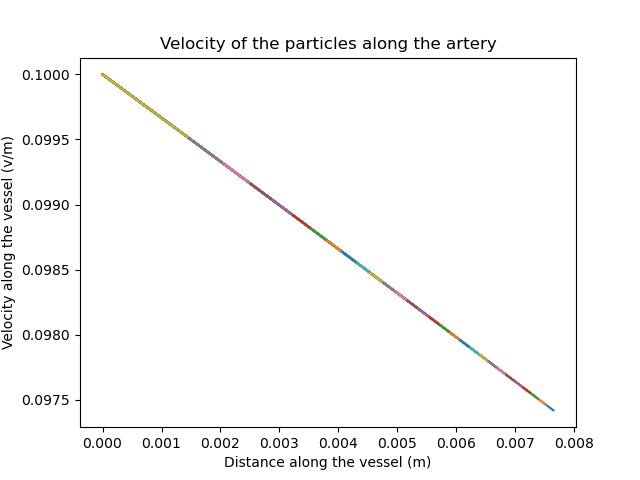 Velocity of the particles along the artery
Velocity along the vessel (v/m)
0.1000
0.0995
0.0990
0.0985
0.0980
0.0975
0.000 0.001 0.002 0.003 0.004 0.005 0.006 0.007 0.008
Distance along the vessel (m)